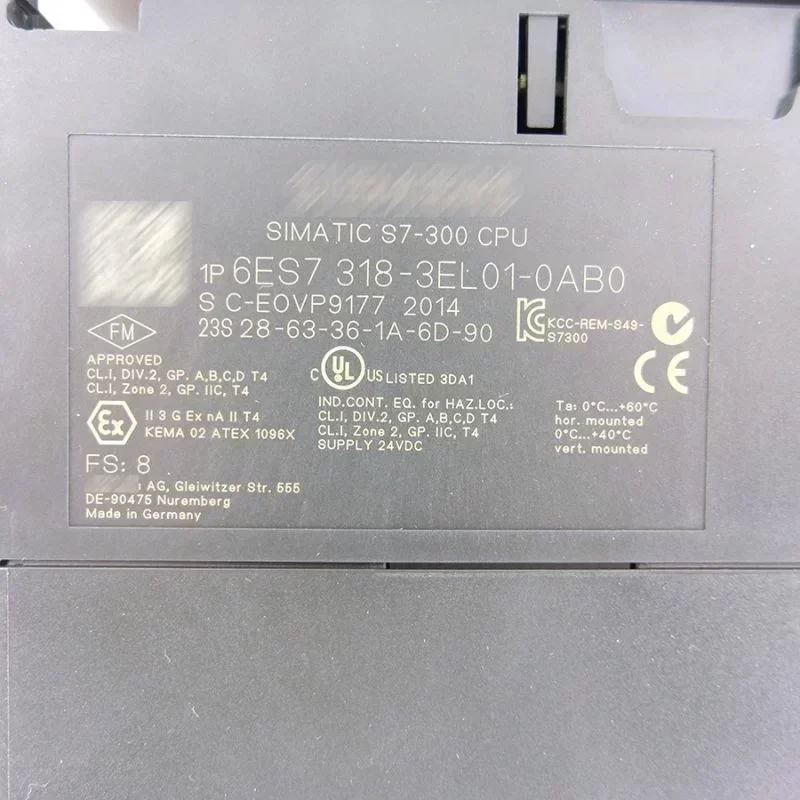 SIMATIC S7-300 CPU
1P 6ES7 318-3EL01-0AB0
S C-E0VP9177 2014
23S 28-63-36-1A-6D-90
KCC-REM-S49-
S7300
FM
APPROVED
CL.I, DIV.2, GP. A,B,C,D T4
CL.I, Zone 2, GP. IIC, T4
C UL US LISTED 3DA1
CE
Ex
II 3 G Ex nA II T4
KEMA 02 ATEX 1096X
IND.CONT. EQ. for HAZ.LOC.:
CL.I, DIV.2, GP. A,B,C,D T4
CL.I, Zone 2, GP. IIC, T4
SUPPLY 24VDC
Ta: 0°C...+60°C
hor. mounted
0°C...+40°C
vert. mounted
FS: 8
AG, Gleiwitzer Str. 555
DE-90475 Nuremberg
Made in Germany